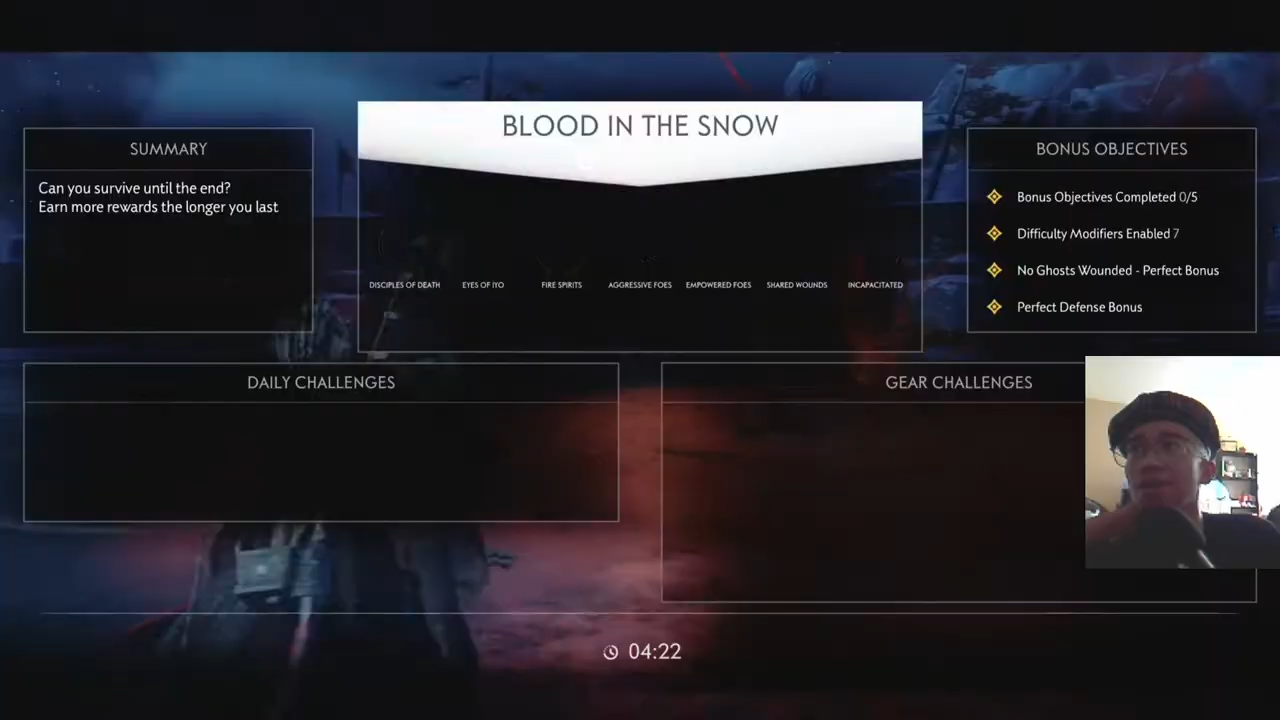 BLOOD IN THE SNOW
SUMMARY
Can you survive until the end?
Earn more rewards the longer you last
DISCIPLES OF DEATH
EYES OF IYO
FIRE SPIRITS
AGGRESSIVE FOES
EMPOWERED FOES
SHARED WOUNDS
INCAPACITATED
BONUS OBJECTIVES
Bonus Objectives Completed 0/5
Difficulty Modifiers Enabled 7
No Ghosts Wounded - Perfect Bonus
Perfect Defense Bonus
DAILY CHALLENGES
GEAR CHALLENGES
04:22